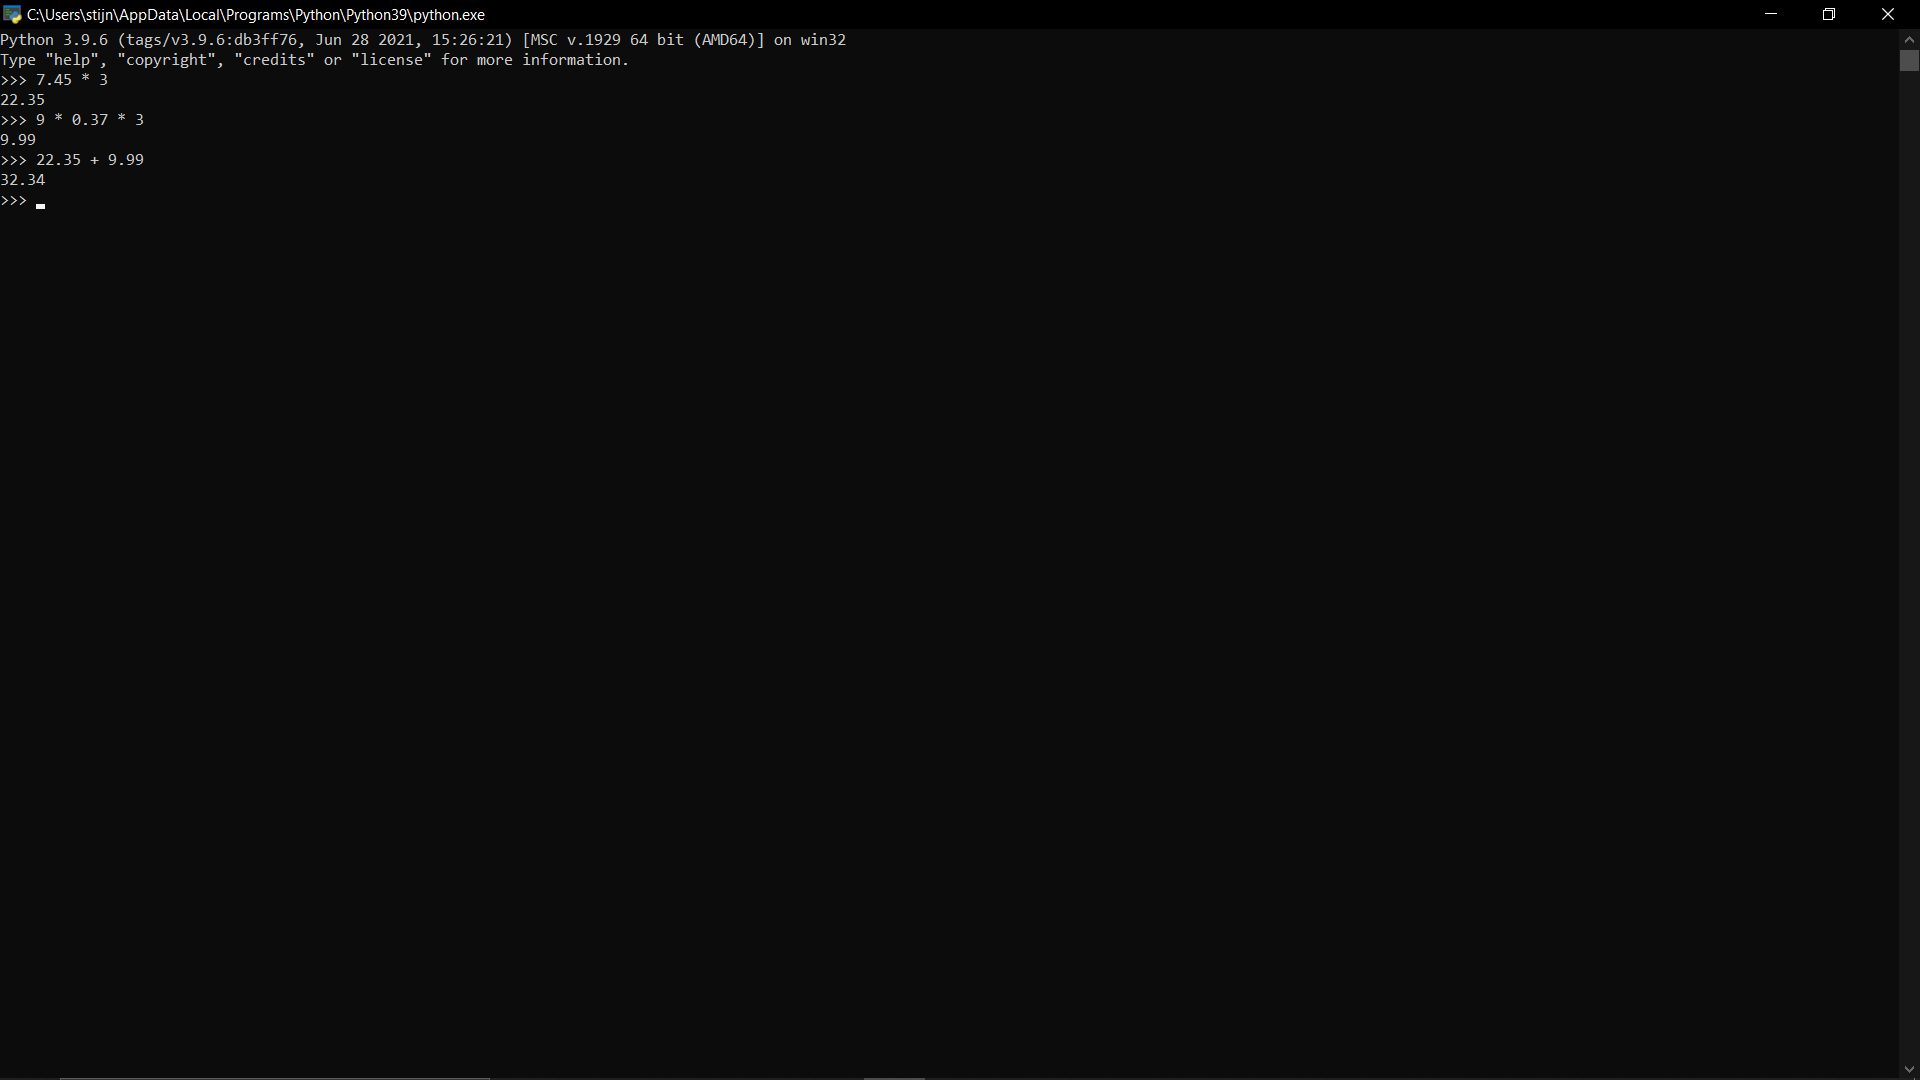 C:\Users\stijn\AppData\Local\Programs\Python\Python39\python.exe
Python 3.9.6 (tags/v3.9.6:db3ff76, Jun 28 2021, 15:26:21) [MSC v.1929 64 bit (AMD64)] on win32
Type "help", "copyright", "credits" or "license" for more information.
>>> 7.45 * 3
22.35
>>> 9 * 0.37 * 3
9.99
>>> 22.35 + 9.99
32.34
>>>